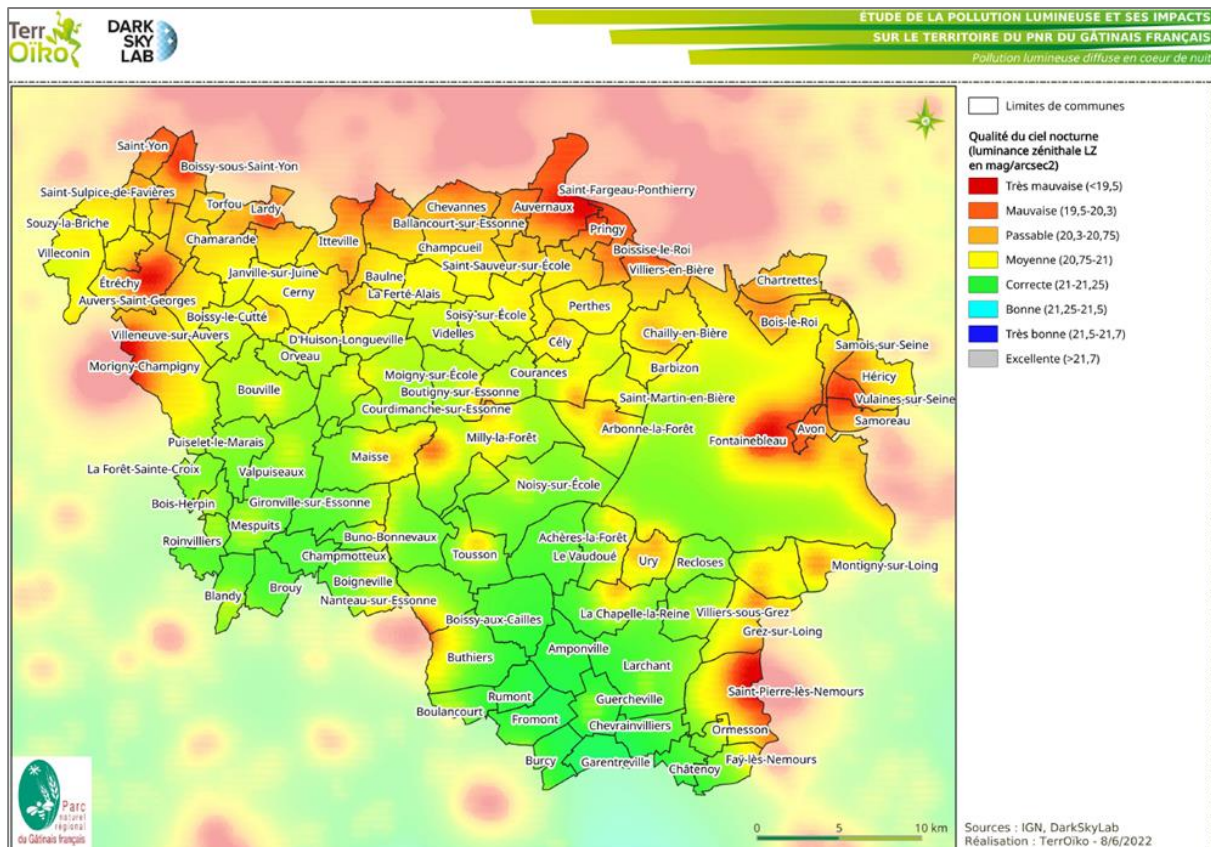 Terr
Oïko
DARK
SKY
LAB
ÉTUDE DE LA POLLUTION LUMINEUSE ET SES IMPACTS
SUR LE TERRITOIRE DU PNR DU GÂTINAIS FRANÇAIS
Pollution lumineuse diffuse en coeur de nuit
Limites de communes
Qualité du ciel nocturne
(luminance zénithale LZ
en mag/arcsec2)
Très mauvaise (<19,5)
Mauvaise (19,5-20,3)
Passable (20,3-20,75)
Moyenne (20,75-21)
Correcte (21-21,25)
Bonne (21,25-21,5)
Très bonne (21,5-21,7)
Excellente (>21,7)
Saint-Yon
Boissy-sous-Saint-Yon
Saint-Sulpice-de-Favières
Torfou
Lardy
Souzy-la-Briche
Chamarande
Villeconin
Itteville
Chevannes
Ballancourt-sur-Essonne
Auvernaux
Saint-Fargeau-Ponthierry
Pringy
Boissise-le-Roi
Champcueil
Saint-Sauveur-sur-École
Villiers-en-Bière
Chartrettes
Étréchy
Janville-sur-Juine
Baulne
Auvers-Saint-Georges
Cerny
La Ferté-Alais
Boissy-le-Cutté
Soisy-sur-École
Perthes
Bois-le-Roi
Villeneuve-sur-Auvers
D'Huison-Longueville
Videlles
Cély
Chailly-en-Bière
Samois-sur-Seine
Orveau
Morigny-Champigny
Moigny-sur-École
Courances
Barbizon
Héricy
Bouville
Boutigny-sur-Essonne
Saint-Martin-en-Bière
Vulaines-sur-Seine
Courdimanche-sur-Essonne
Samoreau
Arbonne-la-Forêt
Avon
Puiselet-le-Marais
Milly-la-Forêt
Fontainebleau
Maisse
La Forêt-Sainte-Croix
Valpuiseaux
Noisy-sur-École
Bois-Herpin
Gironville-sur-Essonne
Mespuits
Roinvilliers
Buno-Bonnevaux
Achères-la-Forêt
Champmotteux
Tousson
Le Vaudoué
Ury
Recloses
Montigny-sur-Loing
Boigneville
Brouy
Blandy
Nanteau-sur-Essonne
La Chapelle-la-Reine
Villiers-sous-Grez
Boissy-aux-Cailles
Grez-sur-Loing
Amponville
Buthiers
Larchant
Saint-Pierre-lès-Nemours
Rumont
Guercheville
Boulancourt
Fromont
Chevrainvilliers
Ormesson
Burcy
Garentreville
Châtenoy
Faÿ-lès-Nemours
Parc
naturel
régional
du Gâtinais français
0 5 10 km
Sources : IGN, DarkSkyLab
Réalisation : TerrOïko - 8/6/2022